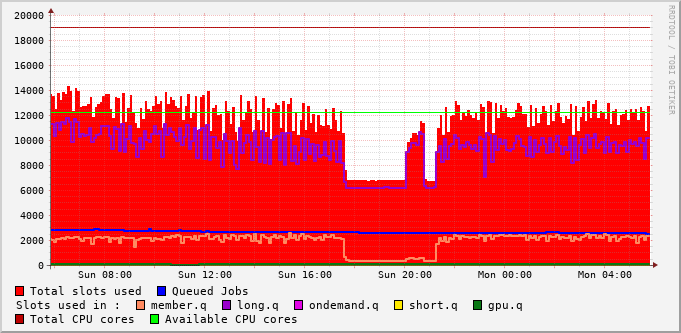 20000
18000
16000
14000
12000
10000
8000
6000
4000
2000
0
Sun 08:00 Sun 12:00 Sun 16:00 Sun 20:00 Mon 00:00 Mon 04:00
RRDTOOL / TOBI OETIKER
Total slots used Queued Jobs
Slots used in : member.q long.q ondemand.q short.q gpu.q
Total CPU cores Available CPU cores